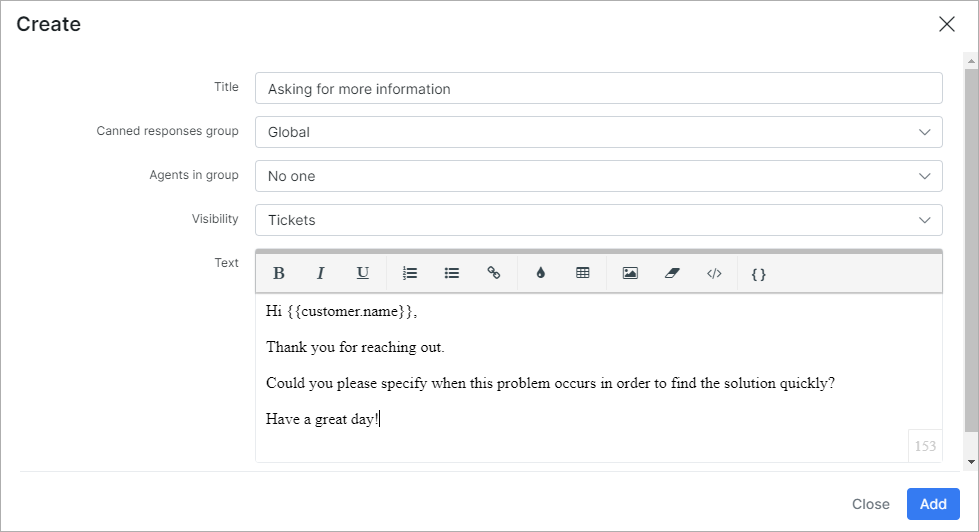 Create
Title
Asking for more information
Canned responses group
Global
Agents in group
No one
Visibility
Tickets
Text
B I U </> {}
Hi {{customer.name}},
Thank you for reaching out.
Could you please specify when this problem occurs in order to find the solution quickly?
Have a great day!
153
Close
Add